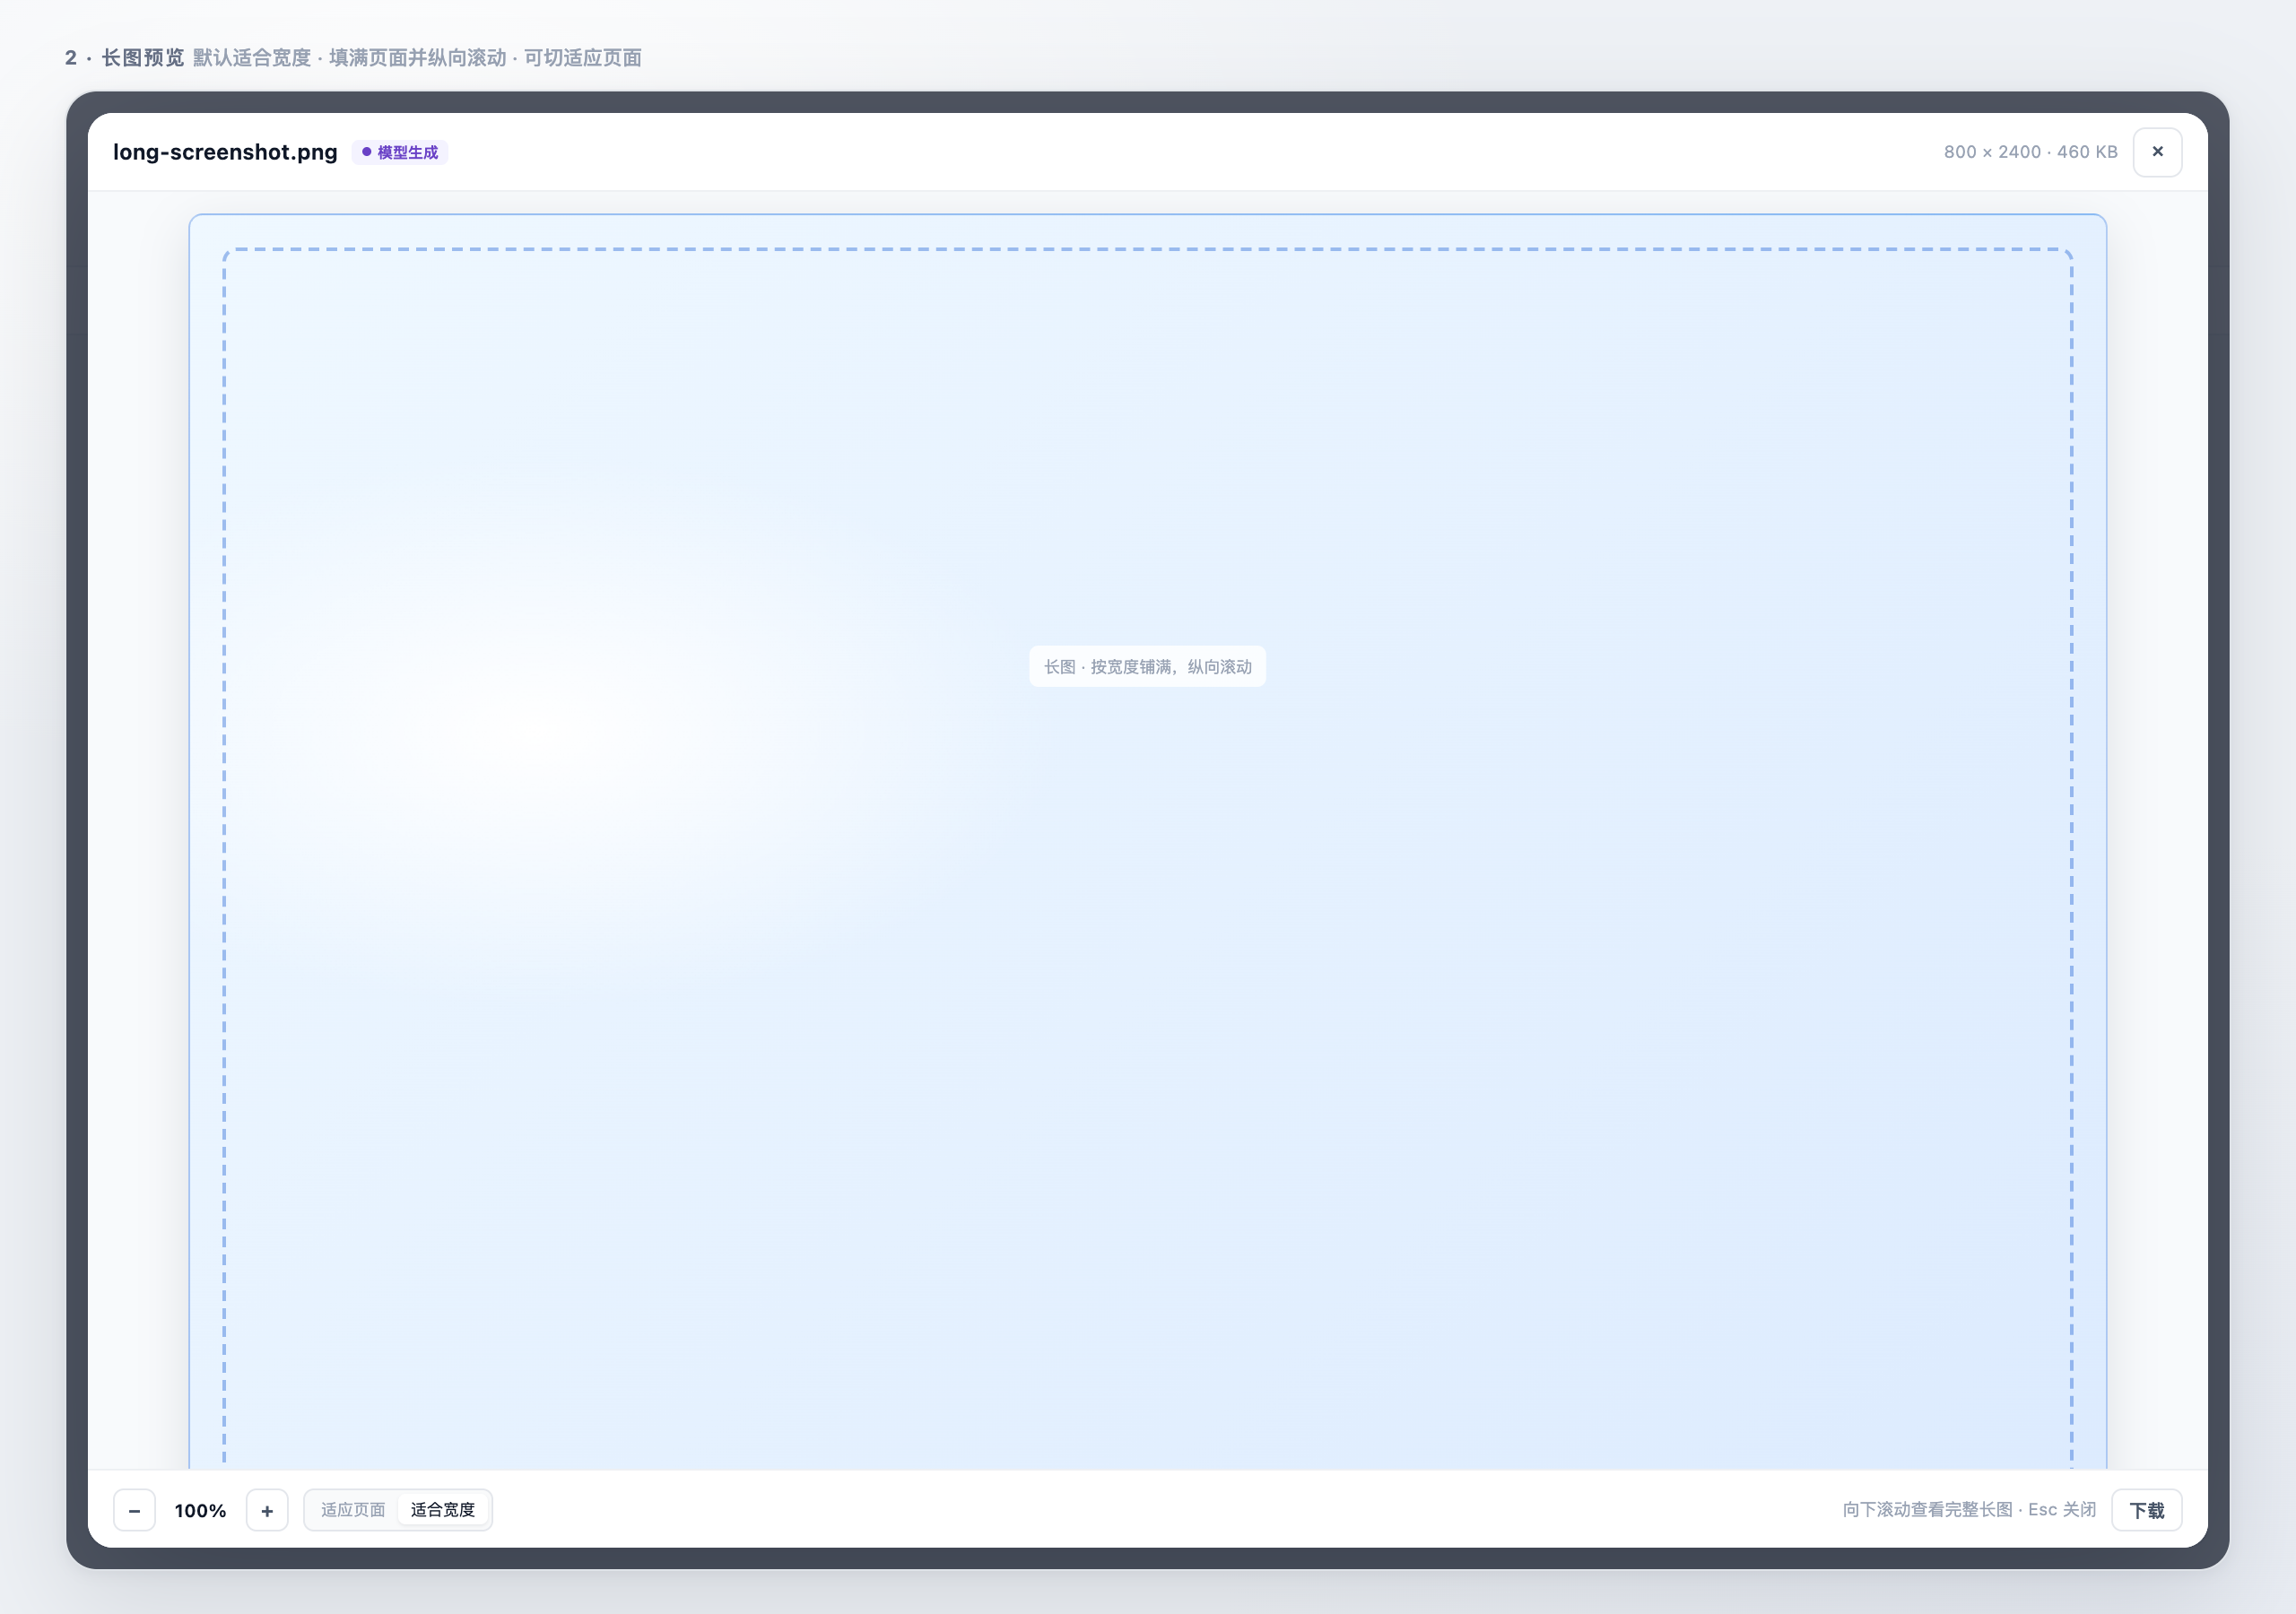 2 · 长图预览 默认适合宽度 · 填满页面并纵向滚动 · 可切适应页面
long-screenshot.png 模型生成 800 × 2400 · 460 KB ×
长图 · 按宽度铺满，纵向滚动
− 100% + 适应页面 适合宽度 向下滚动查看完整长图 · Esc 关闭 下载